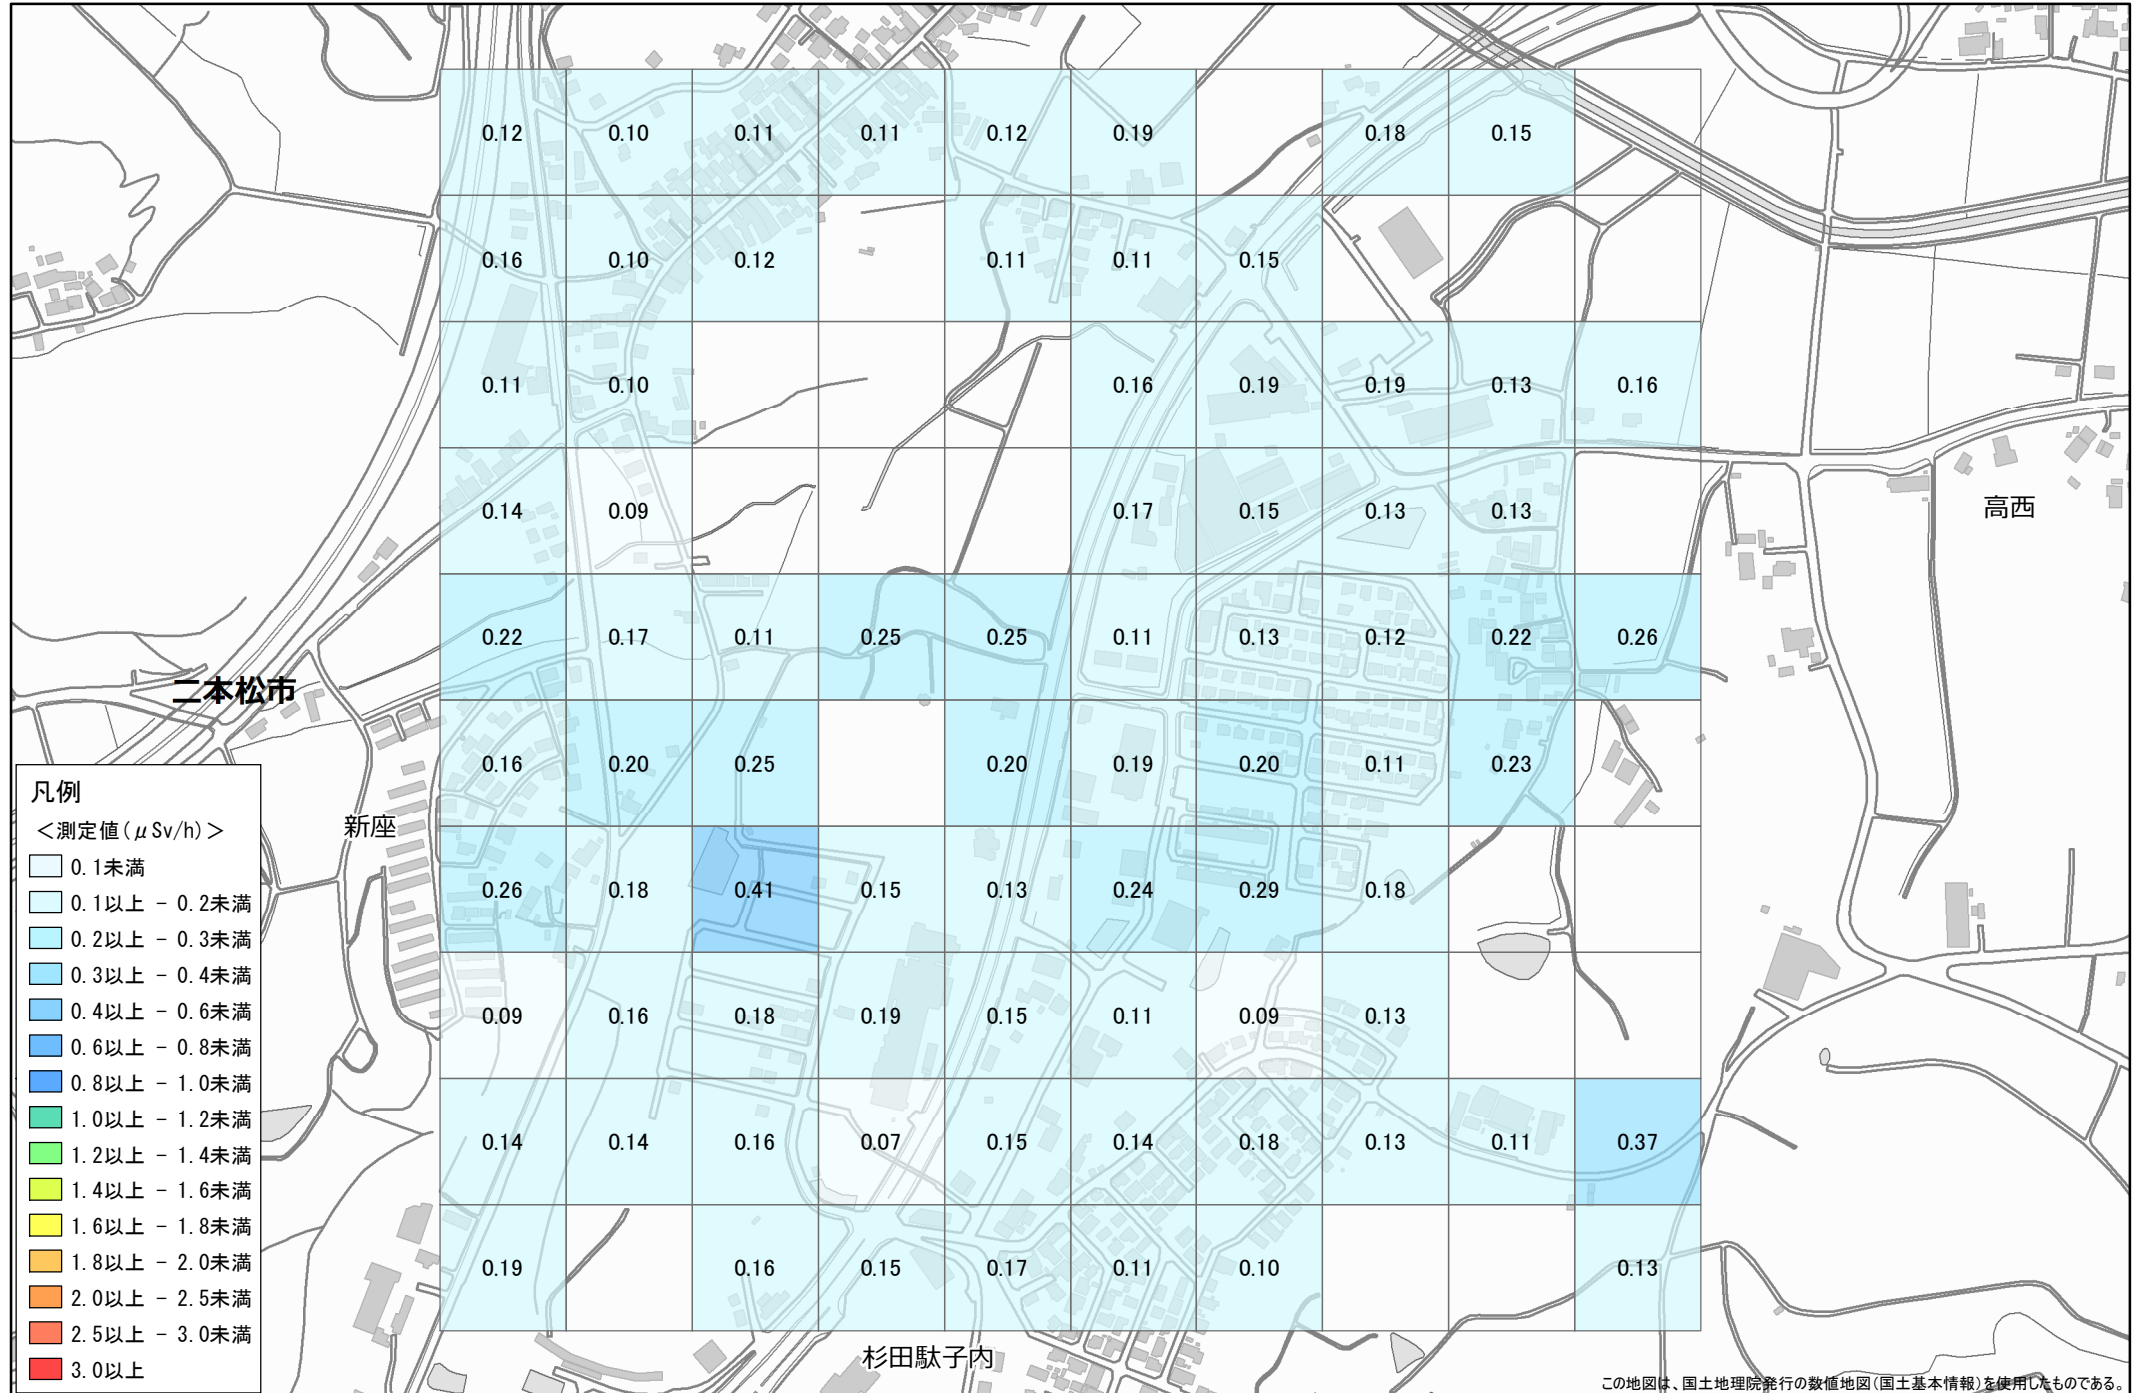 0.12 0.10 0.11 0.11 0.12 0.19 0.18 0.15
0.16 0.10 0.12 0.11 0.11 0.15
0.11 0.10 0.16 0.19 0.19 0.13 0.16
0.14 0.09 0.17 0.15 0.13 0.13
高西
0.22 0.17 0.11 0.25 0.25 0.11 0.13 0.12 0.22 0.26
二本松市
0.16 0.20 0.25 0.20 0.19 0.20 0.11 0.23
新座
0.26 0.18 0.41 0.15 0.13 0.24 0.29 0.18
0.09 0.16 0.18 0.19 0.15 0.11 0.09 0.13
0.14 0.14 0.16 0.07 0.15 0.14 0.18 0.13 0.11 0.37
0.19 0.16 0.15 0.17 0.11 0.10 0.13
杉田駄子内
凡例
＜測定値(μSv/h)＞
0.1未満
0.1以上 － 0.2未満
0.2以上 － 0.3未満
0.3以上 － 0.4未満
0.4以上 － 0.6未満
0.6以上 － 0.8未満
0.8以上 － 1.0未満
1.0以上 － 1.2未満
1.2以上 － 1.4未満
1.4以上 － 1.6未満
1.6以上 － 1.8未満
1.8以上 － 2.0未満
2.0以上 － 2.5未満
2.5以上 － 3.0未満
3.0以上
この地図は、国土地理院発行の数値地図(国土基本情報)を使用したものである。